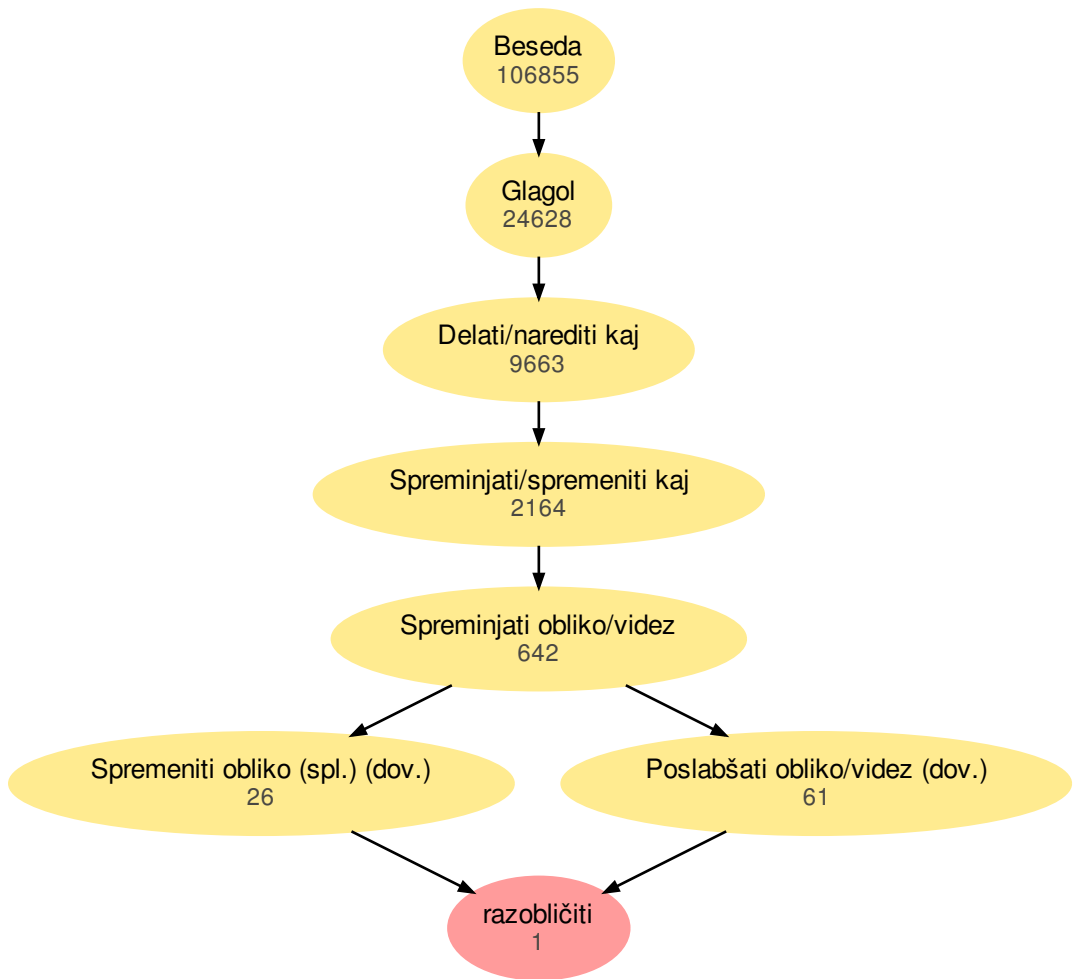 Beseda
106855
Glagol
24628
Delati/narediti kaj
9663
Spreminjati/spremeniti kaj
2164
Spreminjati obliko/videz
642
Spremeniti obliko (spl.) (dov.)
26
Poslabšati obliko/videz (dov.)
61
razobličiti
1